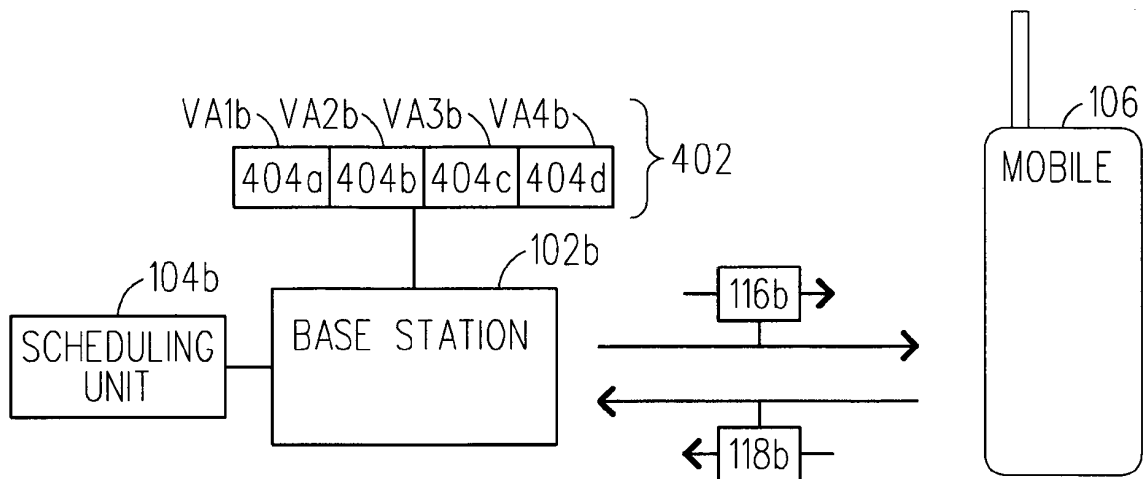 VA1b VA2b VA3b VA4b
404a 404b 404c 404d
402
106
MOBILE
104b
102b
SCHEDULING
UNIT
BASE STATION
116b
118b